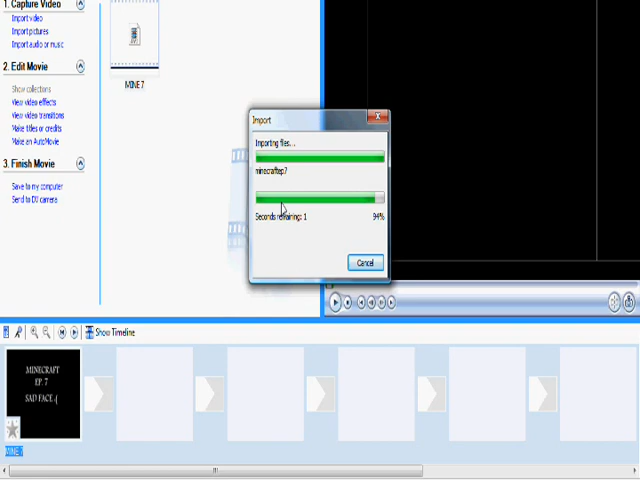 1. Capture Video
Import video
Import pictures
Import audio or music
2. Edit Movie
Show collections
View video effects
View video transitions
Make titles or credits
Make an AutoMovie
3. Finish Movie
Save to my computer
Send to DV camera
MINE 7
Import
Importing files...
minecraftep7
Seconds remaining: 1
94%
Cancel
Show Timeline
MINECRAFT
EP. 7
SAD FACE :(
MINE 7